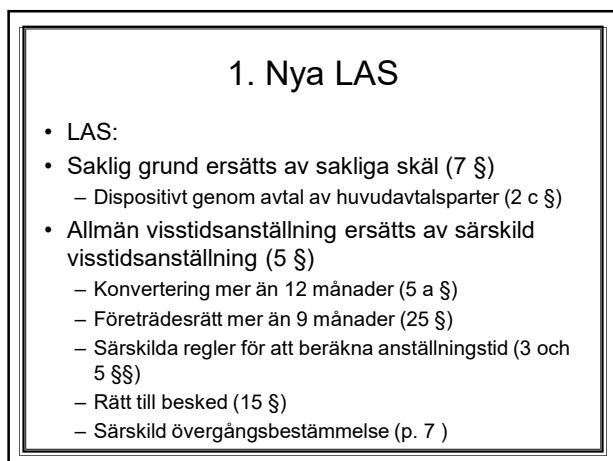 1. Nya LAS
• LAS:
• Saklig grund ersätts av sakliga skäl (7 §)
– Dispositivt genom avtal av huvudavtalsparter (2 c §)
• Allmän visstidsanställning ersätts av särskild
visstidsanställning (5 §)
– Konvertering mer än 12 månader (5 a §)
– Företrädesrätt mer än 9 månader (25 §)
– Särskilda regler för att beräkna anställningstid (3 och
5 §§)
– Rätt till besked (15 §)
– Särskild övergångsbestämmelse (p. 7 )